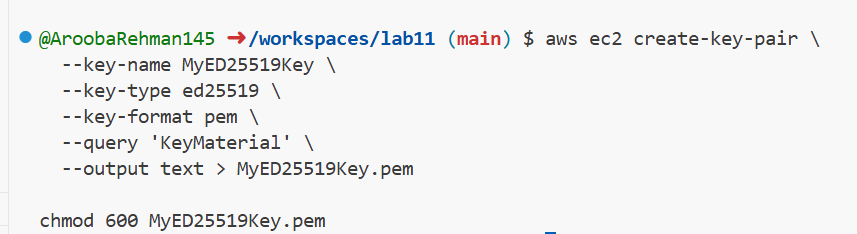 @AroobaRehman145 ➜/workspaces/lab11 (main) $ aws ec2 create-key-pair \
  --key-name MyED25519Key \
  --key-type ed25519 \
  --key-format pem \
  --query 'KeyMaterial' \
  --output text > MyED25519Key.pem

chmod 600 MyED25519Key.pem